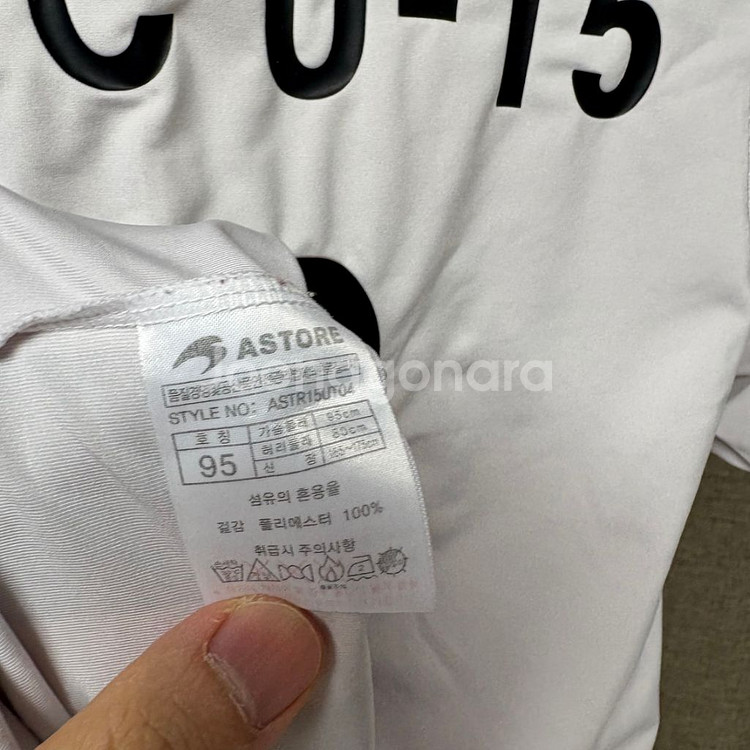 C U-15
ASTORE
joonggonara
STYLE NO: ASTR15UT04
호 칭 가슴둘레 95cm
95 허리둘레 80cm
신 장 165~175cm
섬유의 혼용율
겉감 폴리에스터 100%
취급시 주의사항